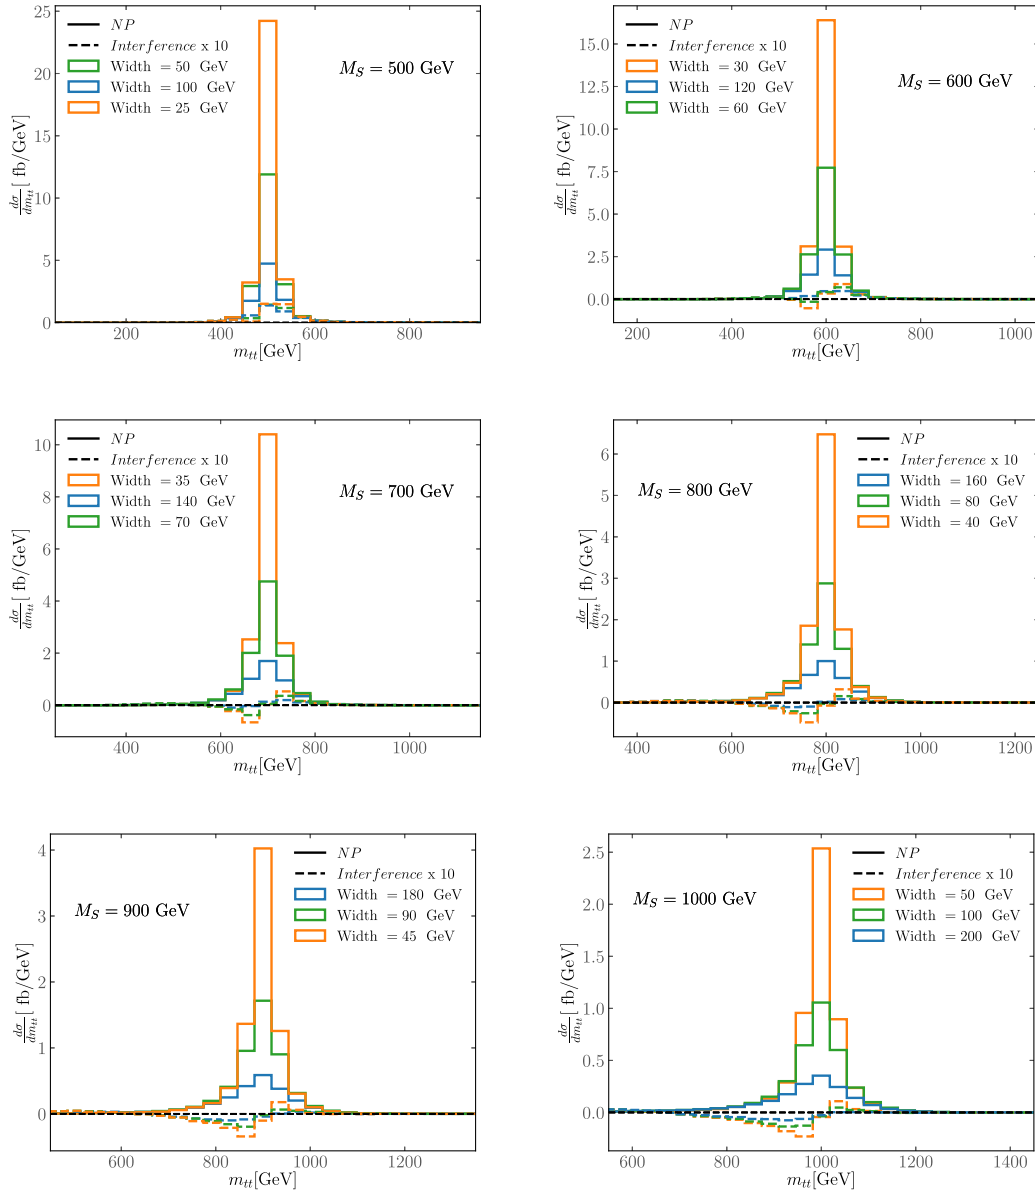 NP
Interference x 10
Width = 50 GeV
Width = 100 GeV
Width = 25 GeV
M_S = 500 GeV
25
20
15
10
5
0
200 400 600 800
dσ/dm_tt [ fb/GeV]
m_tt[GeV]
NP
Interference x 10
Width = 30 GeV
Width = 120 GeV
Width = 60 GeV
M_S = 600 GeV
15.0
12.5
10.0
7.5
5.0
2.5
0.0
200 400 600 800 1000
dσ/dm_tt [ fb/GeV]
m_tt[GeV]
NP
Interference x 10
Width = 35 GeV
Width = 140 GeV
Width = 70 GeV
M_S = 700 GeV
10
8
6
4
2
0
400 600 800 1000
dσ/dm_tt [ fb/GeV]
m_tt[GeV]
NP
Interference x 10
Width = 160 GeV
Width = 80 GeV
Width = 40 GeV
M_S = 800 GeV
6
5
4
3
2
1
0
400 600 800 1000 1200
dσ/dm_tt [ fb/GeV]
m_tt[GeV]
NP
Interference x 10
Width = 180 GeV
Width = 90 GeV
Width = 45 GeV
M_S = 900 GeV
4
3
2
1
0
600 800 1000 1200
dσ/dm_tt [ fb/GeV]
m_tt[GeV]
NP
Interference x 10
Width = 50 GeV
Width = 100 GeV
Width = 200 GeV
M_S = 1000 GeV
2.5
2.0
1.5
1.0
0.5
0.0
600 800 1000 1200 1400
dσ/dm_tt [ fb/GeV]
m_tt[GeV]